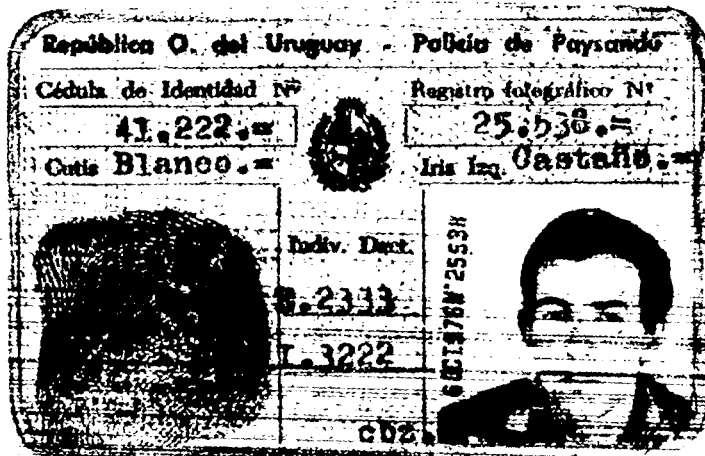 República O. del Uruguay - Policía de Paysandú
Cédula de Identidad Nº
Registro fotográfico Nº
41.222.=
25.538.=
Cutis Blanco.=
Iris Izq. Castaño.=
Indiv. Dact.
2333
I.3222